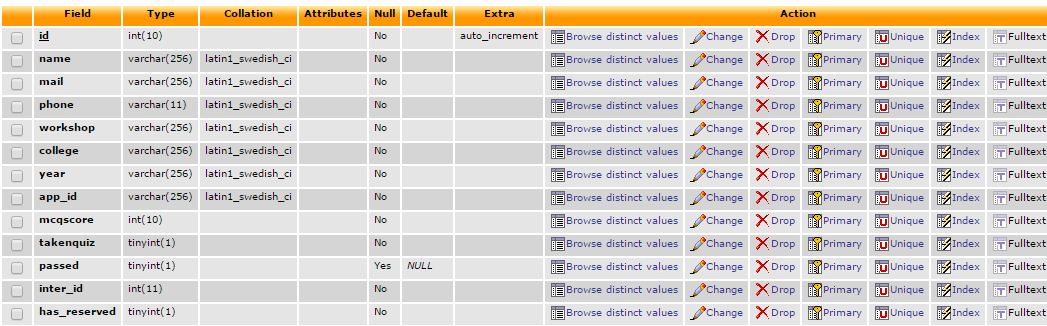 Field Type Collation Attributes Null Default Extra Action
id int(10) No auto_increment Browse distinct values Change Drop Primary Unique Index Fulltext
name varchar(256) latin1_swedish_ci No Browse distinct values Change Drop Primary Unique Index Fulltext
mail varchar(256) latin1_swedish_ci No Browse distinct values Change Drop Primary Unique Index Fulltext
phone varchar(11) latin1_swedish_ci No Browse distinct values Change Drop Primary Unique Index Fulltext
workshop varchar(256) latin1_swedish_ci No Browse distinct values Change Drop Primary Unique Index Fulltext
college varchar(256) latin1_swedish_ci No Browse distinct values Change Drop Primary Unique Index Fulltext
year varchar(256) latin1_swedish_ci No Browse distinct values Change Drop Primary Unique Index Fulltext
app_id varchar(256) latin1_swedish_ci No Browse distinct values Change Drop Primary Unique Index Fulltext
mcqscore int(10) No Browse distinct values Change Drop Primary Unique Index Fulltext
takenquiz tinyint(1) No Browse distinct values Change Drop Primary Unique Index Fulltext
passed tinyint(1) Yes NULL Browse distinct values Change Drop Primary Unique Index Fulltext
inter_id int(11) No Browse distinct values Change Drop Primary Unique Index Fulltext
has_reserved tinyint(1) No Browse distinct values Change Drop Primary Unique Index Fulltext